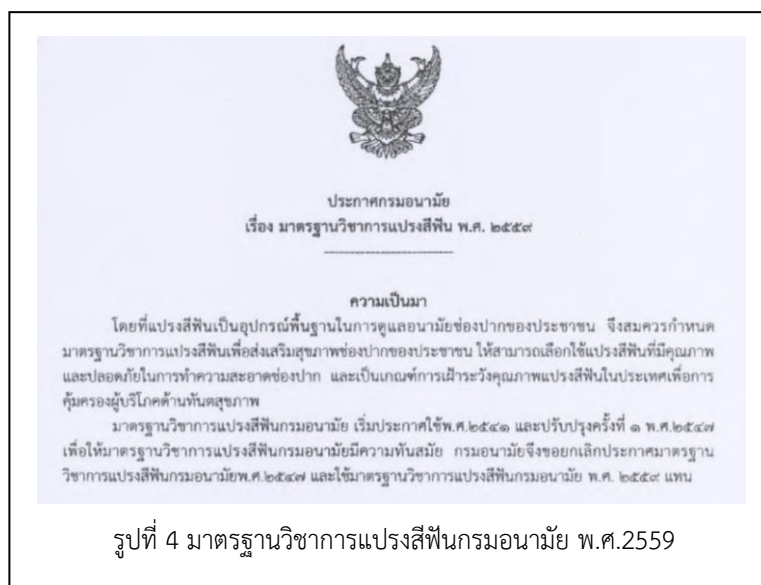 ประกาศกรมอนามัย
เรื่อง มาตรฐานวิชาการแปรงสีฟัน พ.ศ. ๒๕๕๙
ความเป็นมา
โดยที่แปรงสีฟันเป็นอุปกรณ์พื้นฐานในการดูแลอนามัยช่องปากของประชาชน จึงสมควรกำหนด
มาตรฐานวิชาการแปรงสีฟันเพื่อส่งเสริมสุขภาพช่องปากของประชาชน ให้สามารถเลือกใช้แปรงสีฟันที่มีคุณภาพ
และปลอดภัยในการทำความสะอาดช่องปาก และเป็นเกณฑ์การเฝ้าระวังคุณภาพแปรงสีฟันในประเทศเพื่อการ
คุ้มครองผู้บริโภคด้านทันตสุขภาพ
มาตรฐานวิชาการแปรงสีฟันกรมอนามัย เริ่มประกาศใช้พ.ศ.๒๕๔๑ และปรับปรุงครั้งที่ ๑ พ.ศ.๒๕๔๗
เพื่อให้มาตรฐานวิชาการแปรงสีฟันกรมอนามัยมีความทันสมัย กรมอนามัยจึงขอยกเลิกประกาศมาตรฐาน
วิชาการแปรงสีฟันกรมอนามัยพ.ศ.๒๕๔๗ และใช้มาตรฐานวิชาการแปรงสีฟันกรมอนามัย พ.ศ. ๒๕๕๙ แทน
รูปที่ 4 มาตรฐานวิชาการแปรงสีฟันกรมอนามัย พ.ศ.2559